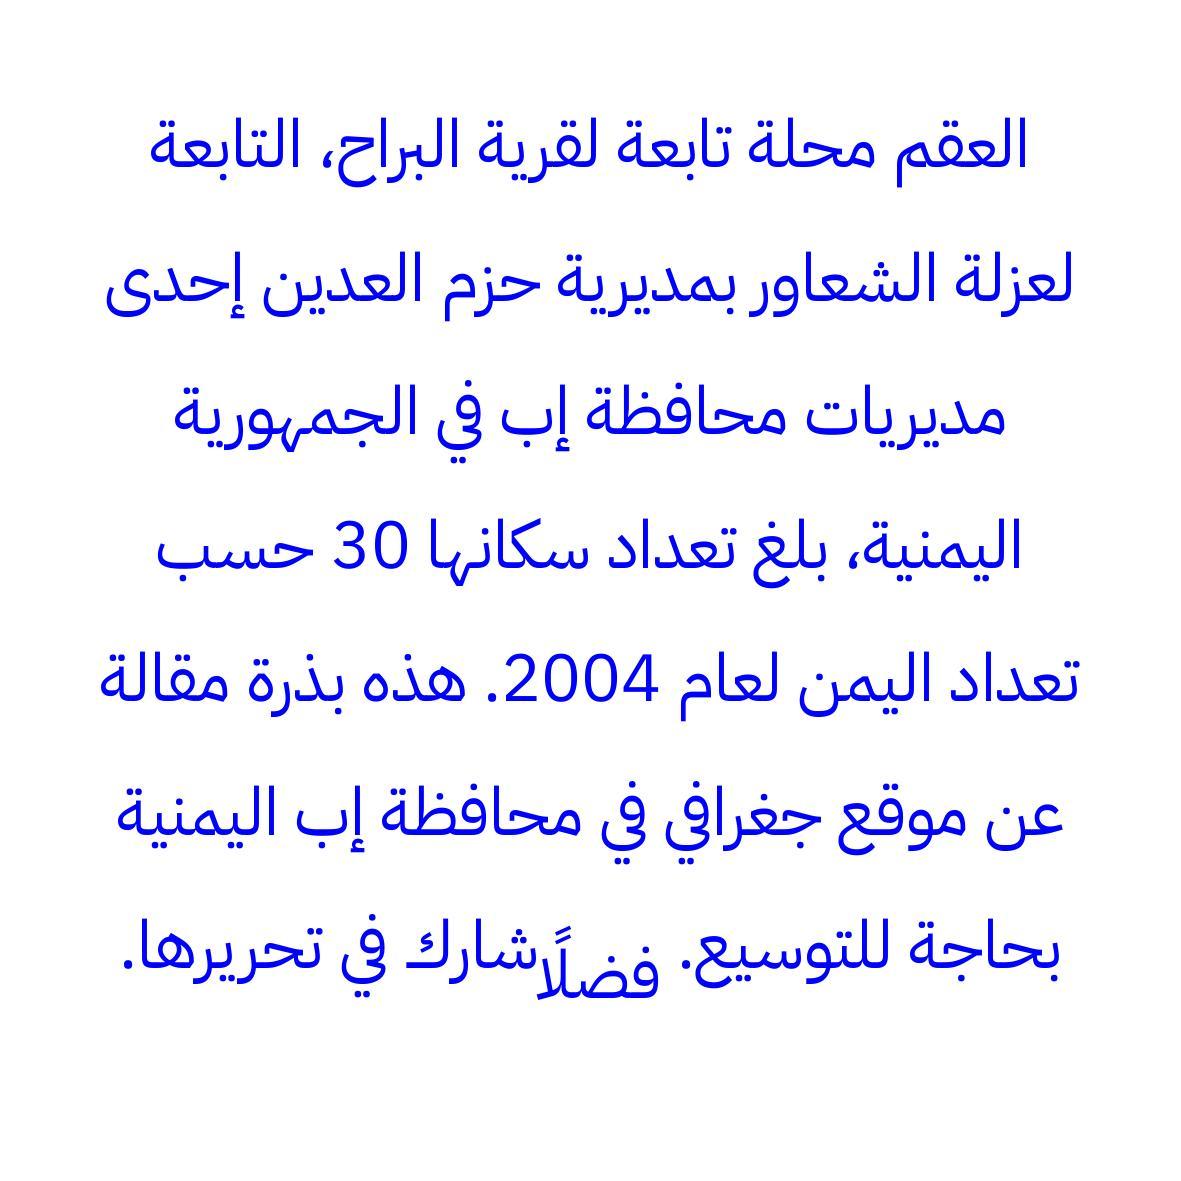 العقم محلة تابعة لقرية البراح، التابعة
لعزلة الشعاور بمديرية حزم العدين إحدى
مديريات محافظة إب في الجمهورية
اليمنية، بلغ تعداد سكانها 30 حسب
تعداد اليمن لعام 2004. هذه بذرة مقالة
عن موقع جغرافي في محافظة إب اليمنية
بحاجة للتوسيع. فضلًا شارك في تحريرها.